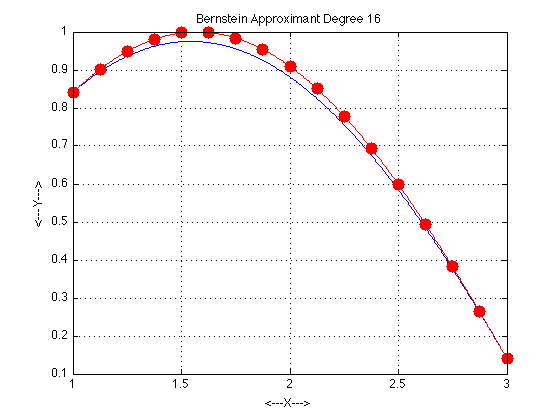 Bernstein Approximant Degree 16
1
0.9
0.8
0.7
0.6
0.5
0.4
0.3
0.2
0.1
<---Y--->
1 1.5 2 2.5 3
<---X--->